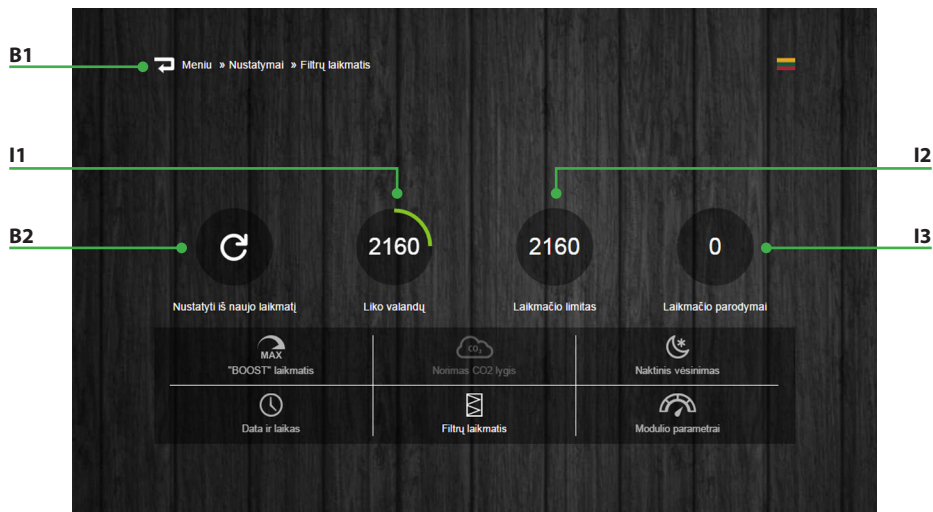 B1
Meniu » Nustatymai » Filtrų laikmatis
I1
I2
B2
I3
2160
2160
0
Nustatyti iš naujo laikmatį
Liko valandų
Laikmačio limitas
Laikmačio parodymai
MAX
"BOOST" laikmatis
CO₂
Norimas CO2 lygis
Naktinis vėsinimas
Data ir laikas
Filtrų laikmatis
Modulio parametrai